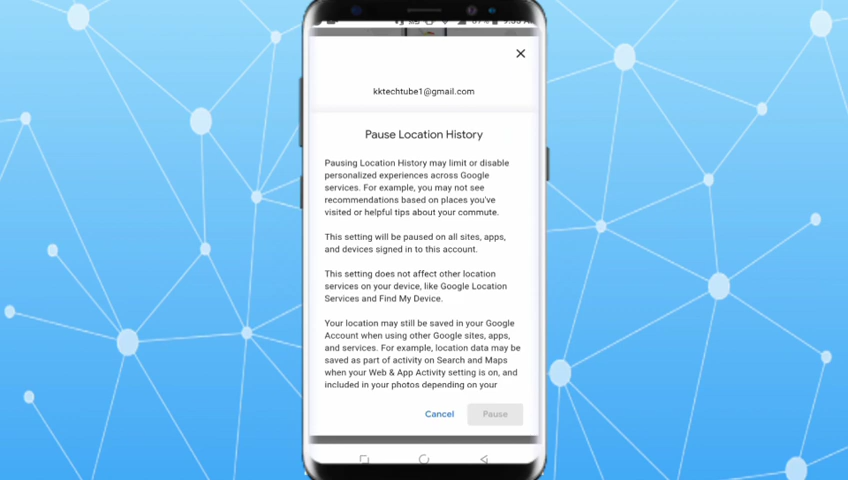 kktechtube1@gmail.com
Pause Location History
Pausing Location History may limit or disable
personalized experiences across Google
services. For example, you may not see
recommendations based on places you've
visited or helpful tips about your commute.
This setting will be paused on all sites, apps,
and devices signed in to this account.
This setting does not affect other location
services on your device, like Google Location
Services and Find My Device.
Your location may still be saved in your Google
Account when using other Google sites, apps,
and services. For example, location data may be
saved as part of activity on Search and Maps
when your Web & App Activity setting is on, and
included in your photos depending on your
Cancel Pause